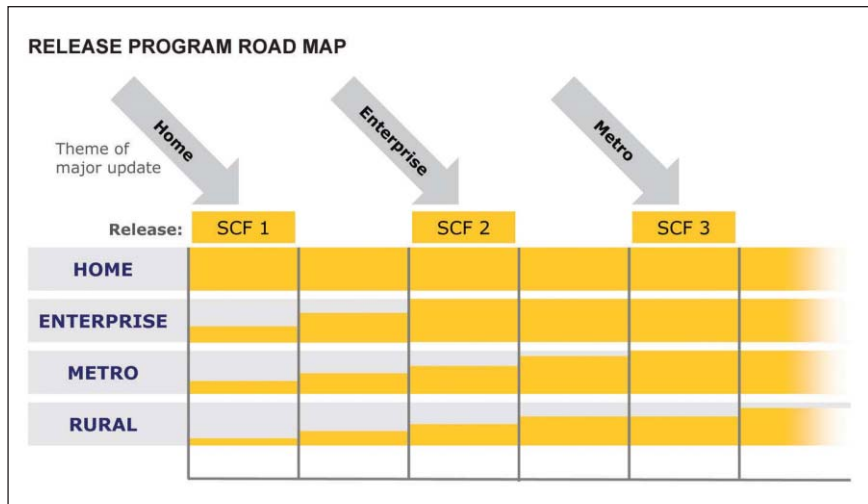 RELEASE PROGRAM ROAD MAP
Home
Enterprise
Metro
Theme of
major update
Release:
SCF 1
SCF 2
SCF 3
HOME
ENTERPRISE
METRO
RURAL